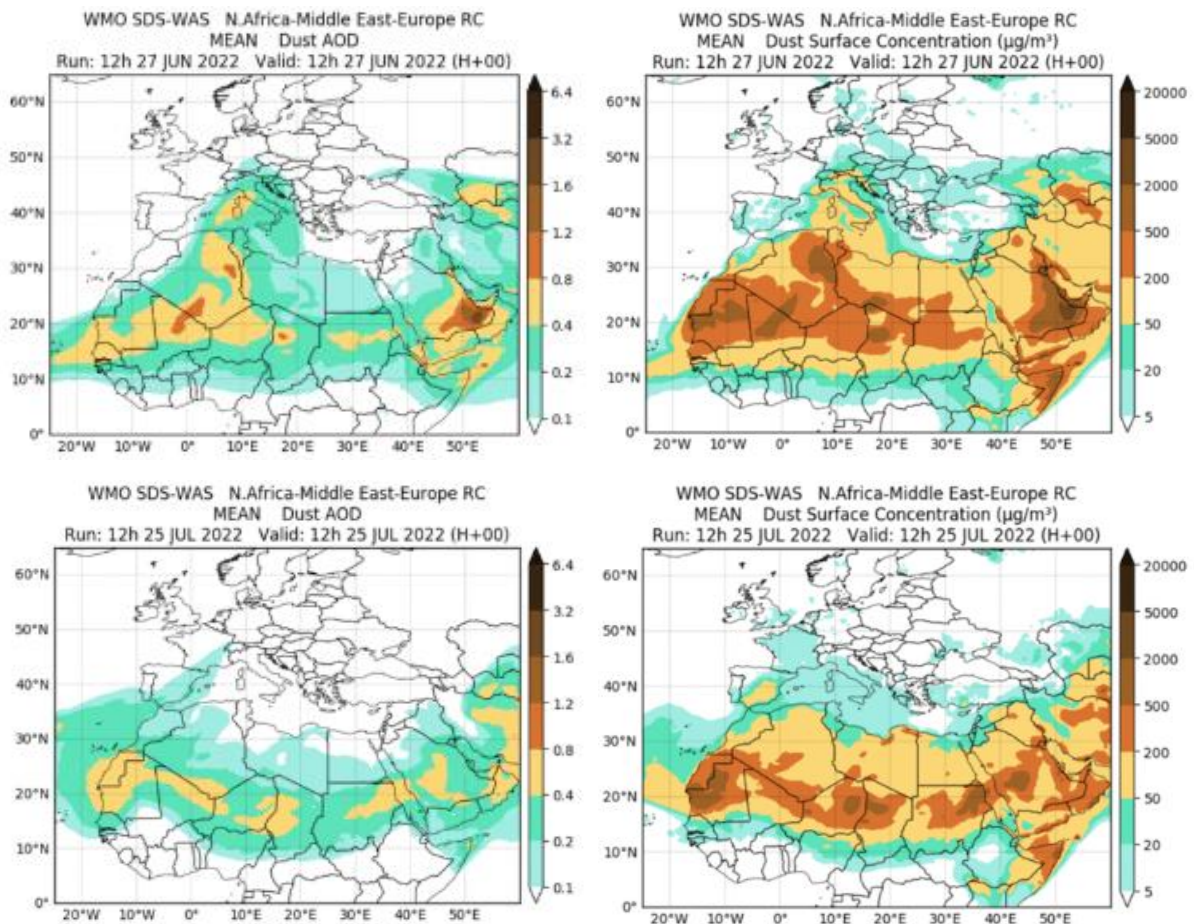 WMO SDS-WAS N.Africa-Middle East-Europe RC
MEAN Dust AOD
Run: 12h 27 JUN 2022 Valid: 12h 27 JUN 2022 (H+00)
60°N
50°N
40°N
30°N
20°N
10°N
0°
20°W 10°W 0° 10°E 20°E 30°E 40°E 50°E
6.4
3.2
1.6
1.2
0.8
0.4
0.2
0.1
WMO SDS-WAS N.Africa-Middle East-Europe RC
MEAN Dust Surface Concentration (µg/m³)
Run: 12h 27 JUN 2022 Valid: 12h 27 JUN 2022 (H+00)
60°N
50°N
40°N
30°N
20°N
10°N
0°
20°W 10°W 0° 10°E 20°E 30°E 40°E 50°E
20000
5000
2000
500
200
50
20
5
WMO SDS-WAS N.Africa-Middle East-Europe RC
MEAN Dust AOD
Run: 12h 25 JUL 2022 Valid: 12h 25 JUL 2022 (H+00)
60°N
50°N
40°N
30°N
20°N
10°N
0°
20°W 10°W 0° 10°E 20°E 30°E 40°E 50°E
6.4
3.2
1.6
1.2
0.8
0.4
0.2
0.1
WMO SDS-WAS N.Africa-Middle East-Europe RC
MEAN Dust Surface Concentration (µg/m³)
Run: 12h 25 JUL 2022 Valid: 12h 25 JUL 2022 (H+00)
60°N
50°N
40°N
30°N
20°N
10°N
0°
20°W 10°W 0° 10°E 20°E 30°E 40°E 50°E
20000
5000
2000
500
200
50
20
5